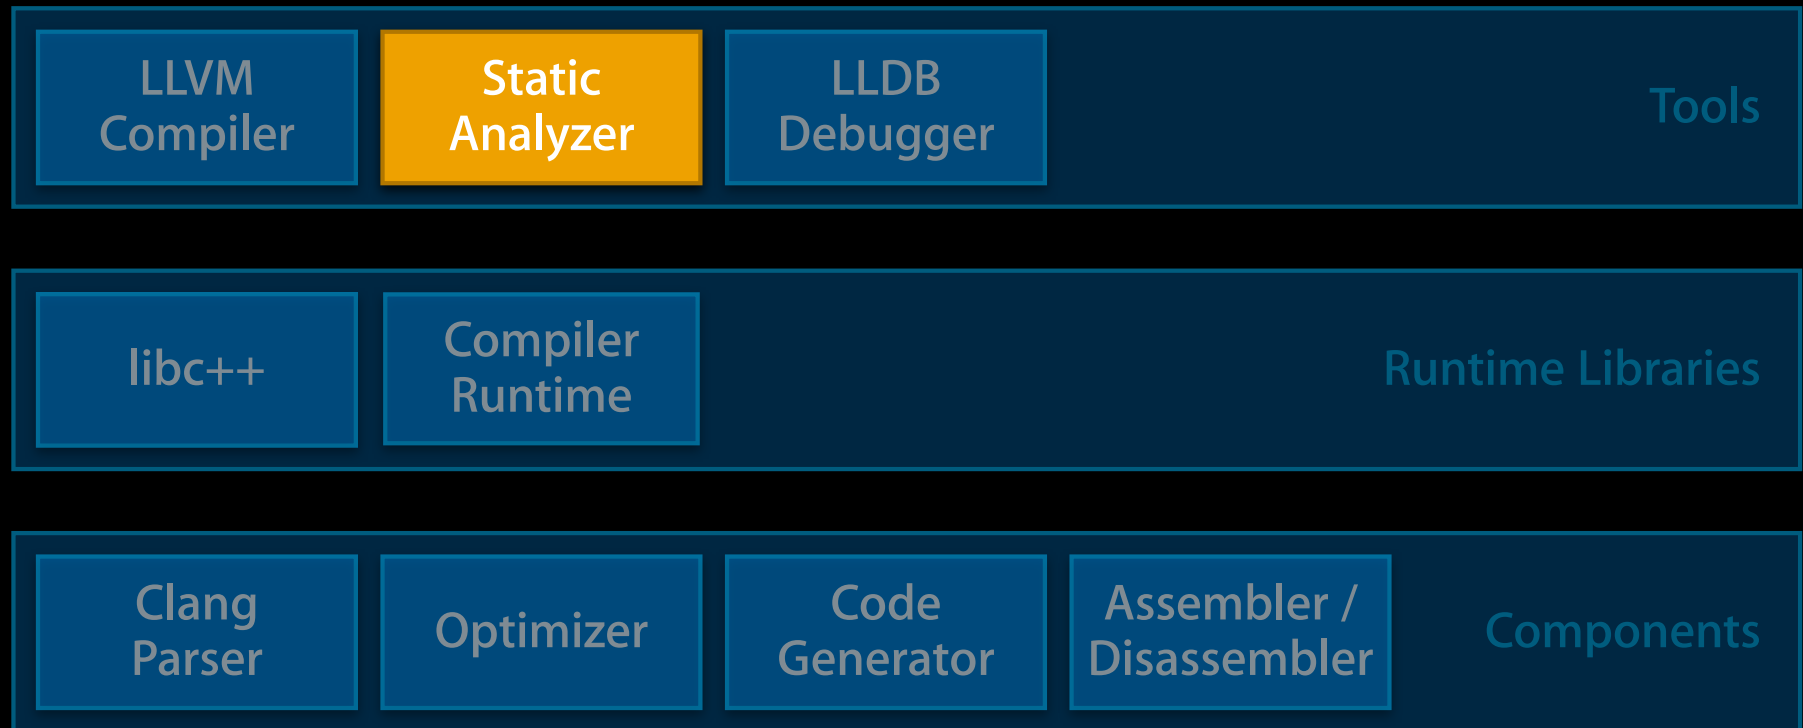 LLVM
Compiler
Static
Analyzer
LLDB
Debugger
Tools
libc++
Compiler
Runtime
Runtime Libraries
Clang
Parser
Optimizer
Code
Generator
Assembler /
Disassembler
Components